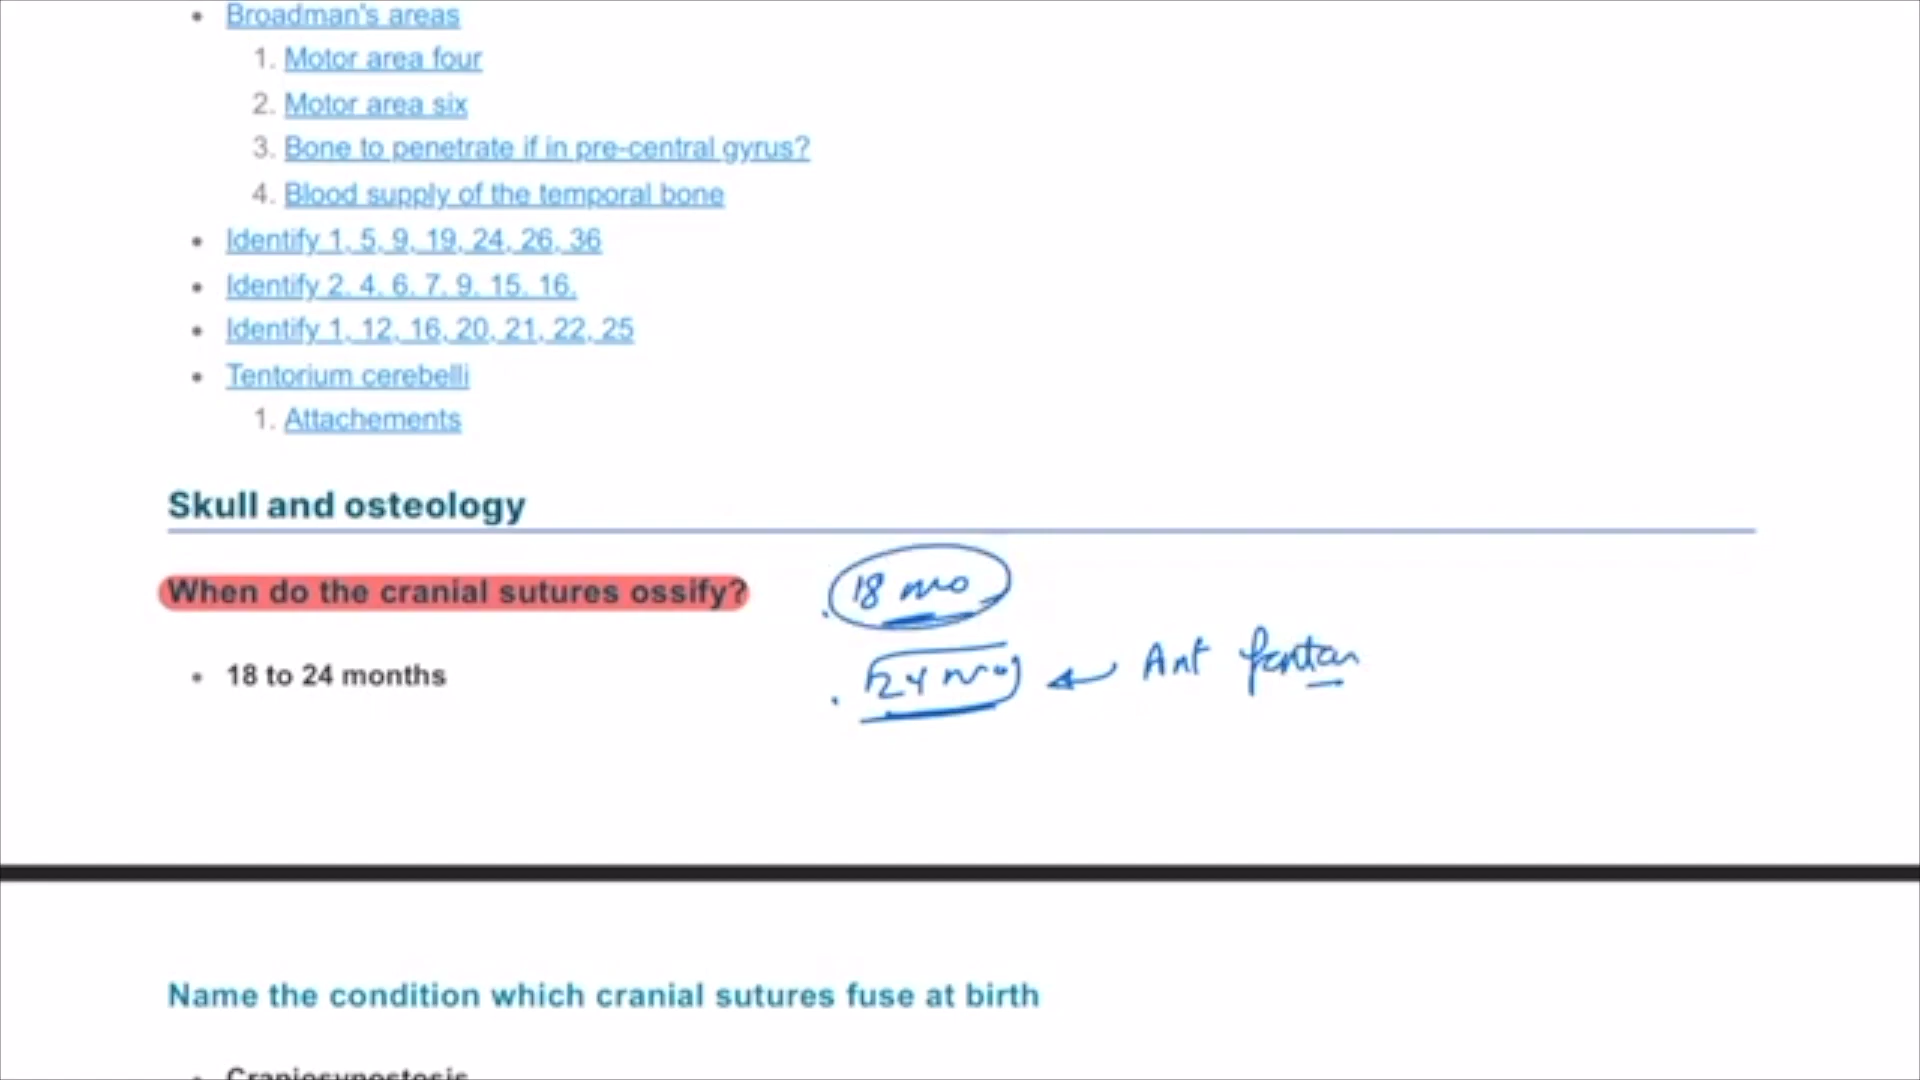 • Broadman's areas
1. Motor area four
2. Motor area six
3. Bone to penetrate if in pre-central gyrus?
4. Blood supply of the temporal bone
• Identify 1, 5, 9, 19, 24, 26, 36
• Identify 2. 4. 6. 7. 9. 15. 16.
• Identify 1, 12, 16, 20, 21, 22, 25
• Tentorium cerebelli
1. Attachements
Skull and osteology
When do the cranial sutures ossify? 18 mo
• 18 to 24 months 24 mo Ant fontan
Name the condition which cranial sutures fuse at birth
• Craniosynostosis